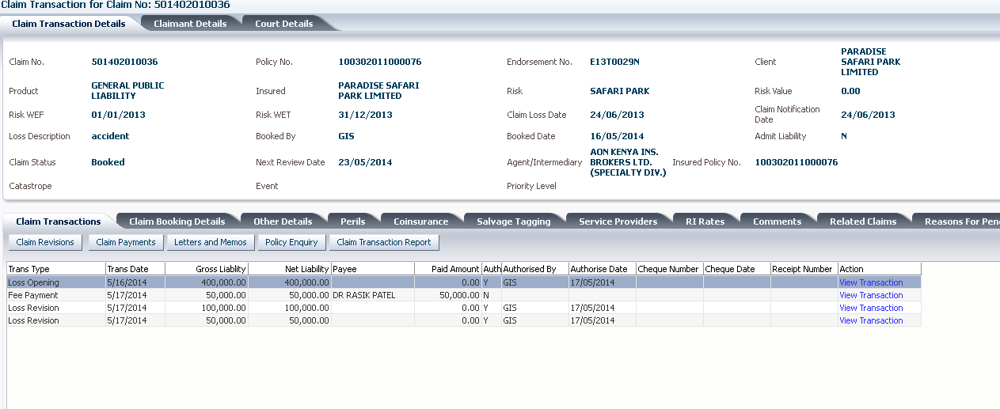 Claim Transaction for Claim No: 501402010036
Claim Transaction Details Claimant Details Court Details
Claim No. 501402010036 Policy No. 100302011000076 Endorsement No. E13T0029N Client PARADISE SAFARI PARK LIMITED
Product GENERAL PUBLIC LIABILITY Insured PARADISE SAFARI PARK LIMITED Risk SAFARI PARK Risk Value 0.00
Risk WEF 01/01/2013 Risk WET 31/12/2013 Claim Loss Date 24/06/2013 Claim Notification Date 24/06/2013
Loss Description accident Booked By GIS Booked Date 16/05/2014 Admit Liability N
Claim Status Booked Next Review Date 23/05/2014 Agent/Intermediary AON KENYA INS. BROKERS LTD. (SPECIALTY DIV.) Insured Policy No. 100302011000076
Catastrope Event Priority Level
Claim Transactions Claim Booking Details Other Details Perils Coinsurance Salvage Tagging Service Providers RI Rates Comments Related Claims Reasons For Pen
Claim Revisions Claim Payments Letters and Memos Policy Enquiry Claim Transaction Report
Trans Type Trans Date Gross Liablity Net Liability Payee Paid Amount Auth Authorised By Authorise Date Cheque Number Cheque Date Receipt Number Action
Loss Opening 5/16/2014 400,000.00 400,000.00 0.00 Y GIS 17/05/2014 View Transaction
Fee Payment 5/17/2014 50,000.00 50,000.00 DR RASIK PATEL 50,000.00 N View Transaction
Loss Revision 5/17/2014 100,000.00 100,000.00 0.00 Y GIS 17/05/2014 View Transaction
Loss Revision 5/17/2014 50,000.00 50,000.00 0.00 Y GIS 17/05/2014 View Transaction